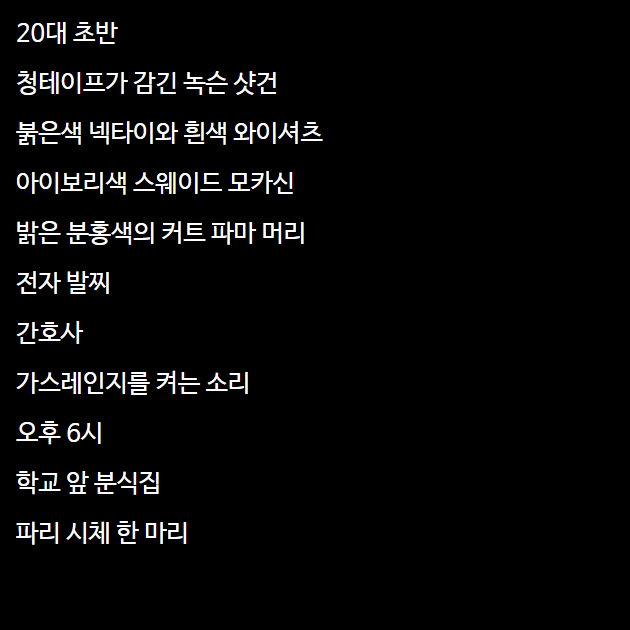 20대 초반
청테이프가 감긴 녹슨 샷건
붉은색 넥타이와 흰색 와이셔츠
아이보리색 스웨이드 모카신
밝은 분홍색의 커트 파마 머리
전자 발찌
간호사
가스레인지를 켜는 소리
오후 6시
학교 앞 분식집
파리 시체 한 마리